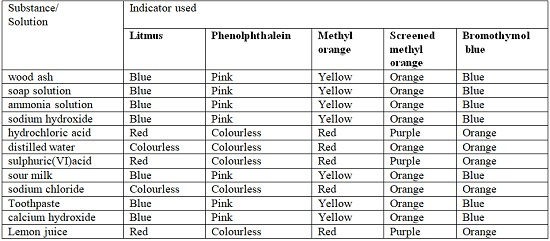 Substance/ Solution Indicator used
Litmus Phenolphthalein Methyl orange Screened methyl orange Bromothymol blue
wood ash Blue Pink Yellow Orange Blue
soap solution Blue Pink Yellow Orange Blue
ammonia solution Blue Pink Yellow Orange Blue
sodium hydroxide Blue Pink Yellow Orange Blue
hydrochloric acid Red Colourless Red Purple Orange
distilled water Colourless Colourless Red Orange Orange
sulphuric(VI)acid Red Colourless Red Purple Orange
sour milk Blue Pink Yellow Orange Blue
sodium chloride Colourless Colourless Red Orange Orange
Toothpaste Blue Pink Yellow Orange Blue
calcium hydroxide Blue Pink Yellow Orange Blue
Lemon juice Red Colourless Red Purple Orange